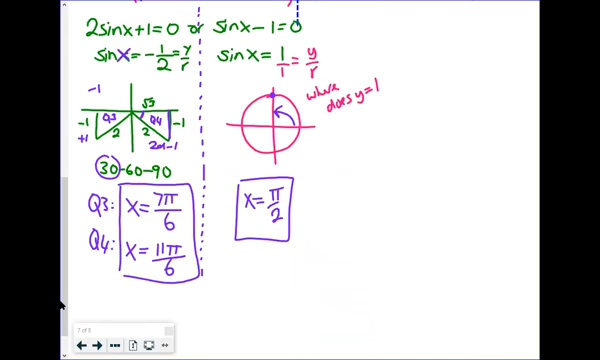 2sinx+1=0 or sinx-1=0
sinx=-1/2=y/r
sinx=1/1=y/r
where does y=1
-1
√3
Q3
Q4
-1
-1
+1
2
2
30-60-90
Q3: x=7π/6
Q4: x=11π/6
x=π/2
7 of 8